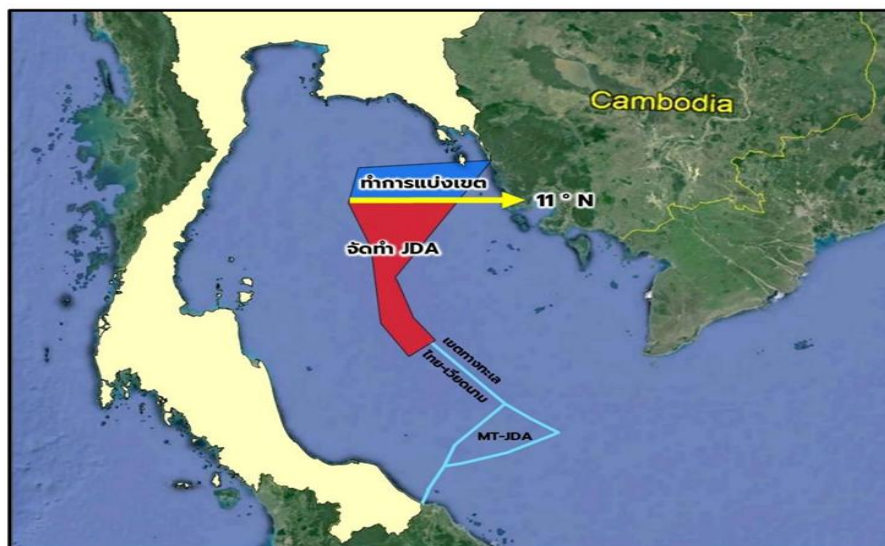 Cambodia
ทำการแบ่งเขต
11 ° N
จัดทำ JDA
เขตทางทะเล
ไทย-เวียดนาม
MT-JDA